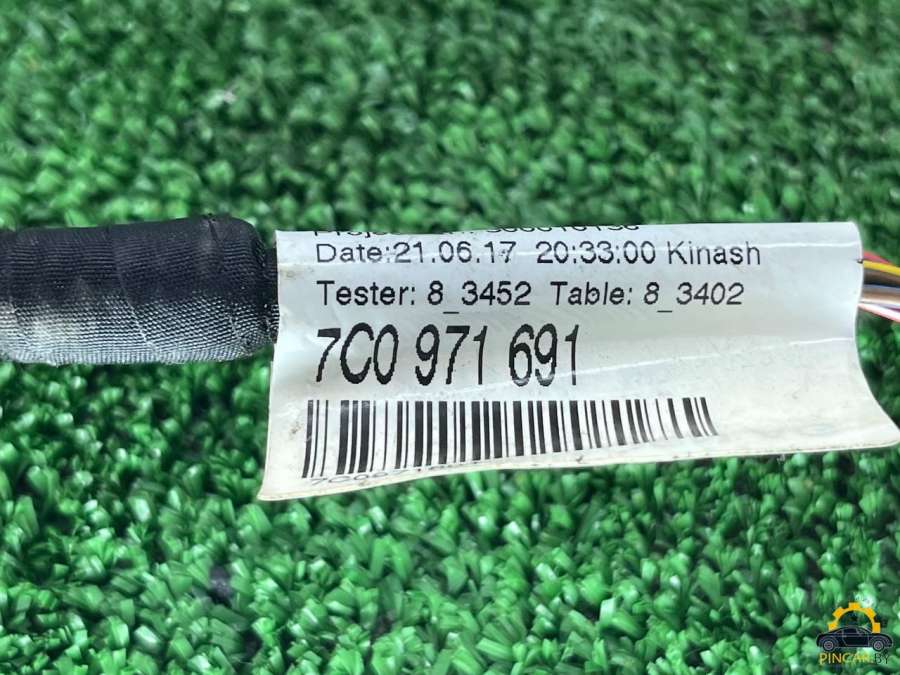 Date:21.06.17 20:33:00 Kinash
Tester: 8_3452 Table: 8_3402
7C0 971 691
PINCAR.BY